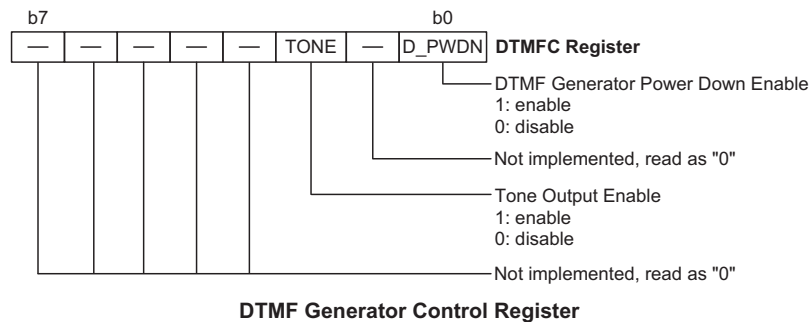 b7 b0
— — — — — TONE — D_PWDN DTMFC Register
DTMF Generator Power Down Enable
1: enable
0: disable
Not implemented, read as "0"
Tone Output Enable
1: enable
0: disable
Not implemented, read as "0"
DTMF Generator Control Register